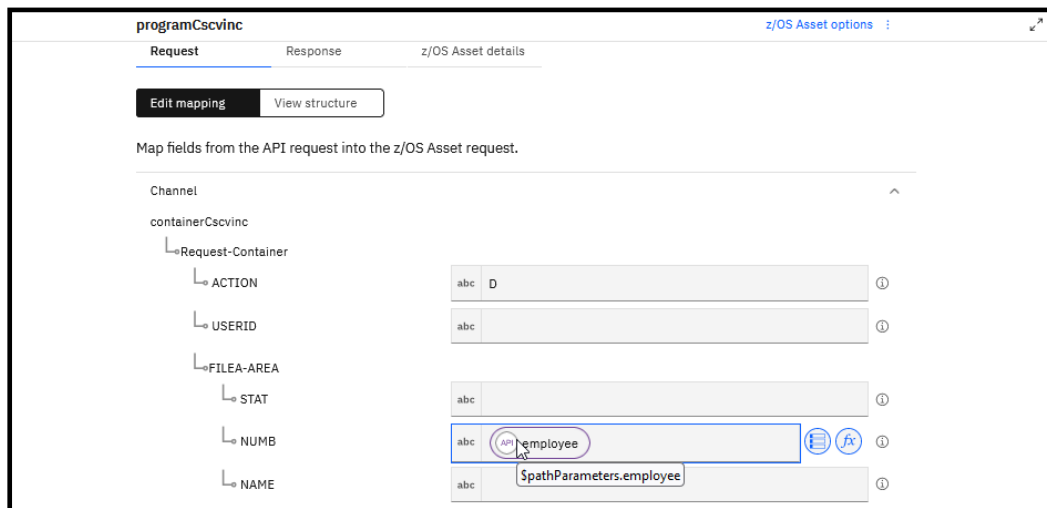 programCscvinc z/OS Asset options
Request Response z/OS Asset details
Edit mapping View structure
Map fields from the API request into the z/OS Asset request.
Channel
containerCscvinc
Request-Container
ACTION abc D
USERID abc
FILEA-AREA
STAT abc
NUMB abc API employee fx
$pathParameters.employee
NAME abc